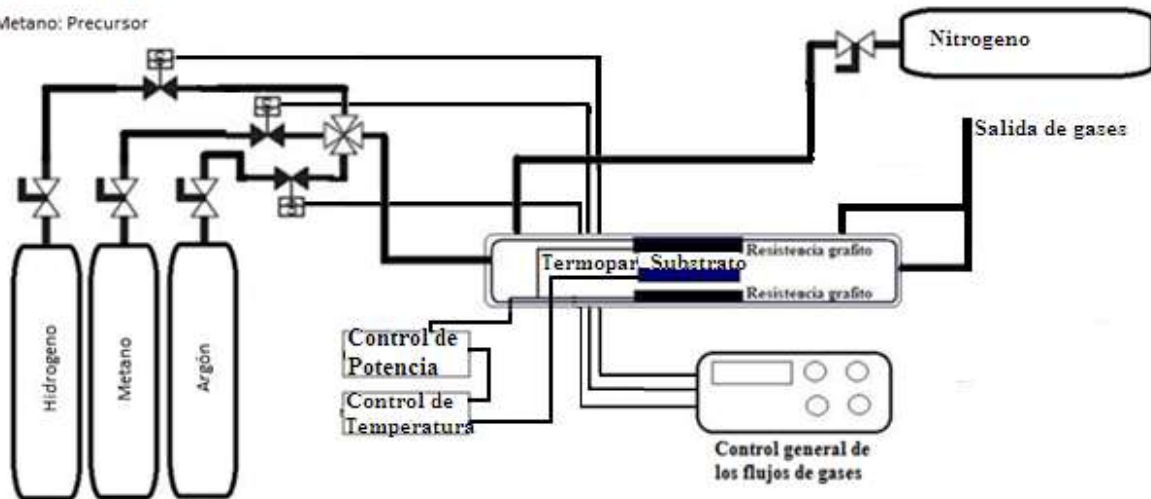 Metano: Precursor
Nitrogeno
Salida de gases
Resistencia grafito
Termopar Substrato
Resistencia grafito
Control de
Potencia
Control de
Temperatura
Hidrogeno
Metano
Argón
Control general de
los flujos de gases